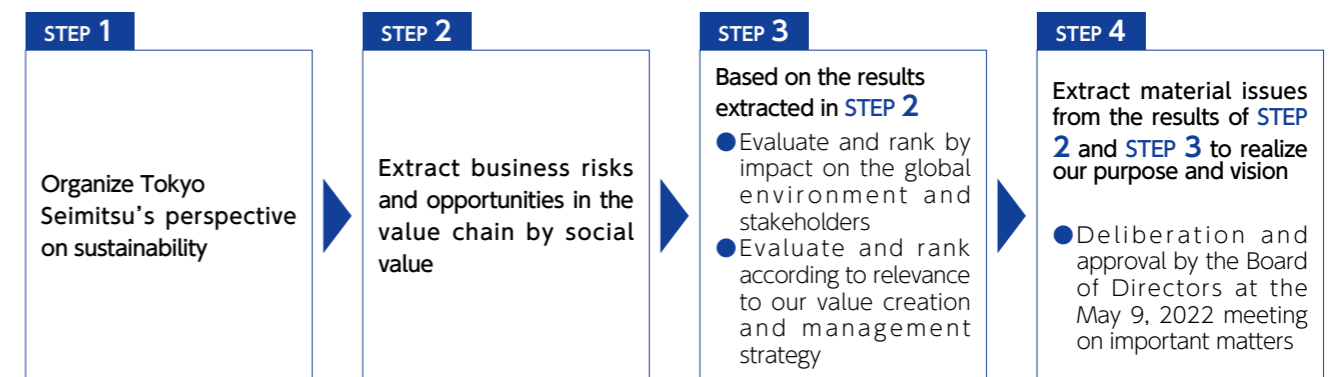 STEP 1
Organize Tokyo
Seimitsu’s perspective
on sustainability
STEP 2
Extract business risks
and opportunities in the
value chain by social
value
STEP 3
Based on the results
extracted in STEP 2
●Evaluate and rank by
impact on the global
environment and
stakeholders
●Evaluate and rank
according to relevance
to our value creation
and management
strategy
STEP 4
Extract material issues
from the results of STEP
2 and STEP 3 to realize
our purpose and vision
●Deliberation and
approval by the Board
of Directors at the
May 9, 2022 meeting
on important matters